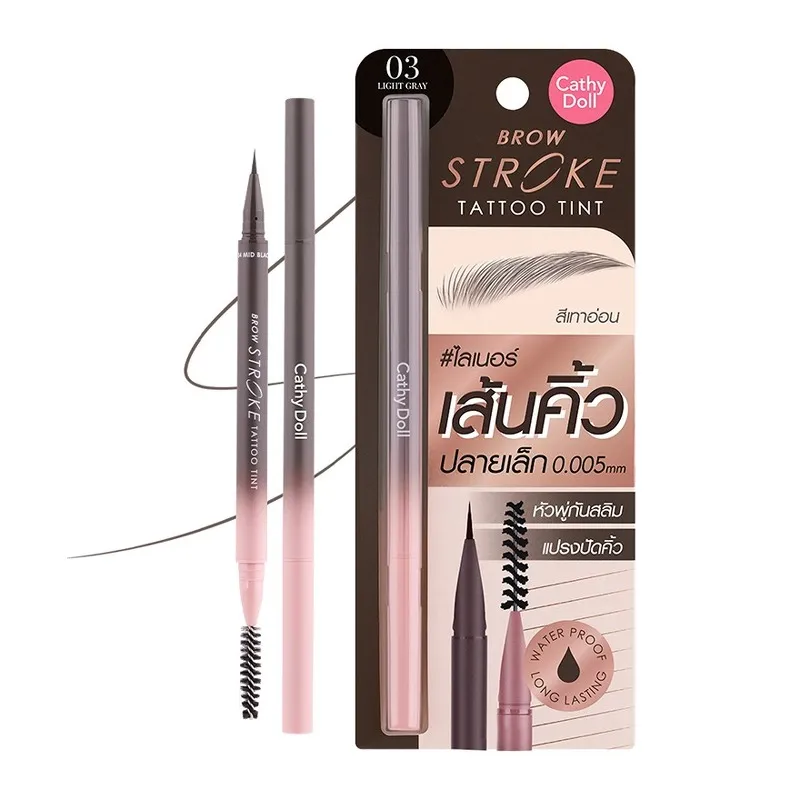 03
LIGHT GRAY
Cathy
Doll
BROW
STROKE
TATTOO TINT
สีเทาอ่อน
#ไลเนอร์
เส้นคิ้ว
ปลายเล็ก 0.005mm
หัวพู่กันสลิม
แปรงปัดคิ้ว
WATER PROOF
LONG LASTING
Cathy Doll
Cathy Doll
MID BLAC
BROW STROKE TATTOO TINT